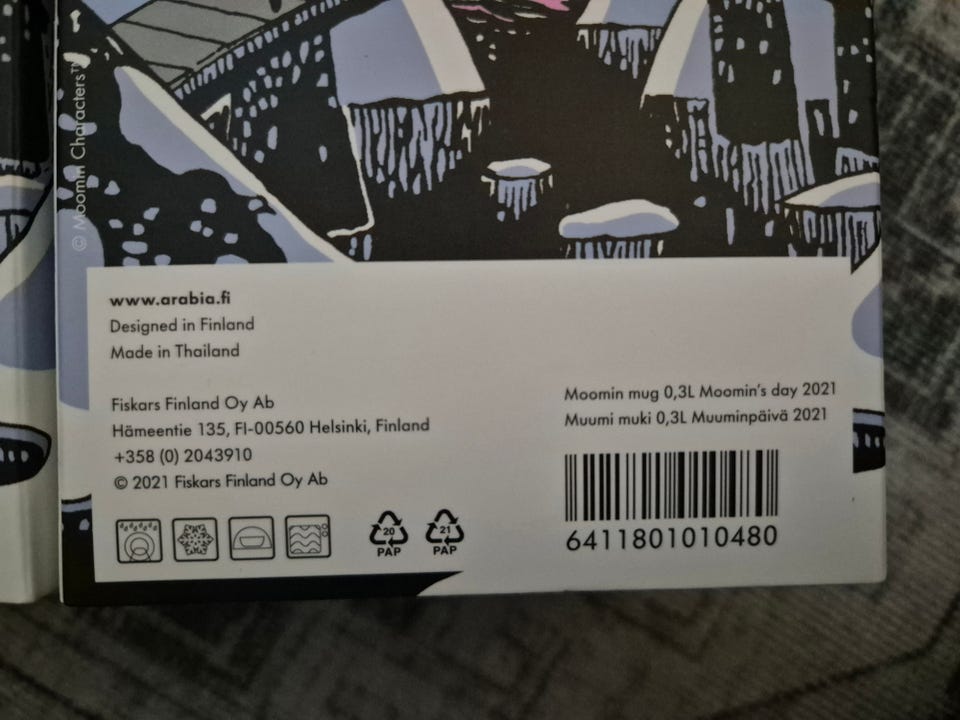 © Moomin Characters™
www.arabia.fi
Designed in Finland
Made in Thailand
Fiskars Finland Oy Ab
Hämeentie 135, FI-00560 Helsinki, Finland
+358 (0) 2043910
© 2021 Fiskars Finland Oy Ab
Moomin mug 0,3L Moomin's day 2021
Muumi muki 0,3L Muuminpäivä 2021
6411801010480
20
PAP
21
PAP